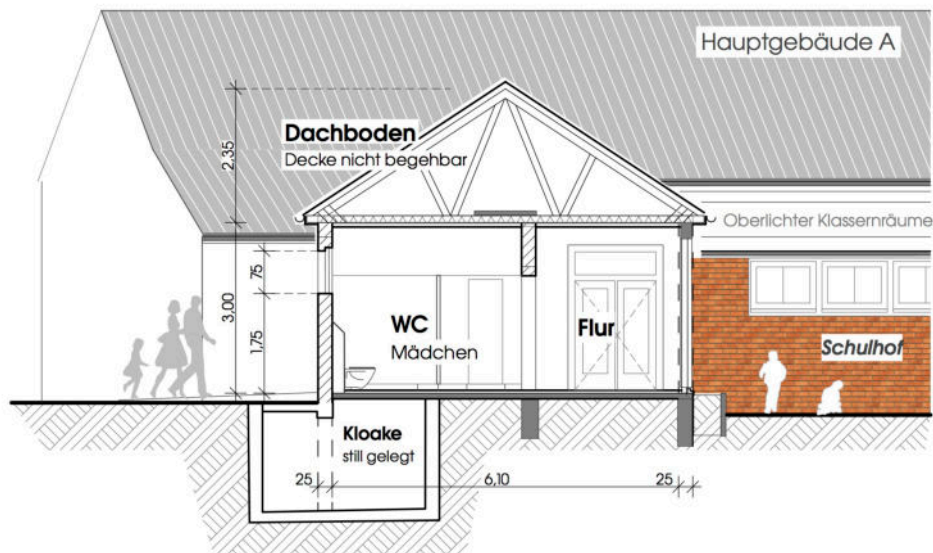 Hauptgebäude A
Dachboden
Decke nicht begehbar
2,35
Oberlichter Klassernräume
75
3,00
1,75
WC
Mädchen
Flur
Schulhof
Kloake
still gelegt
25
6,10
25